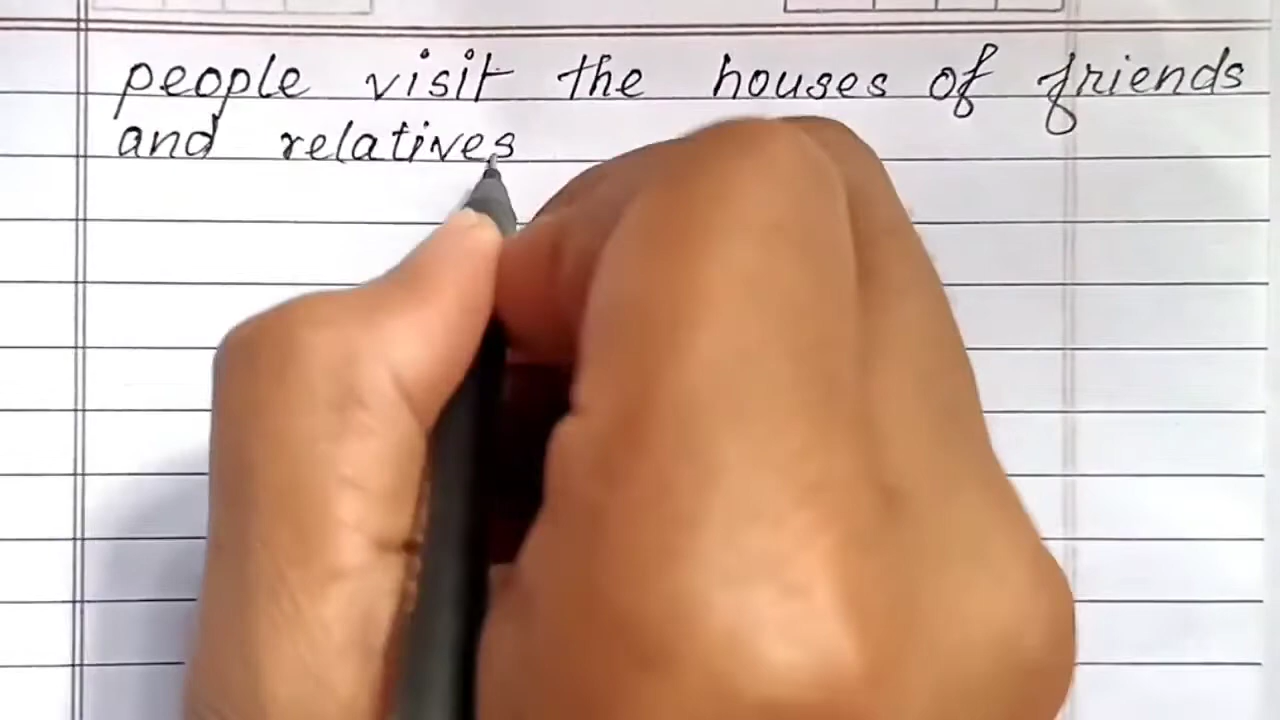 people visit the houses of friends
and relatives